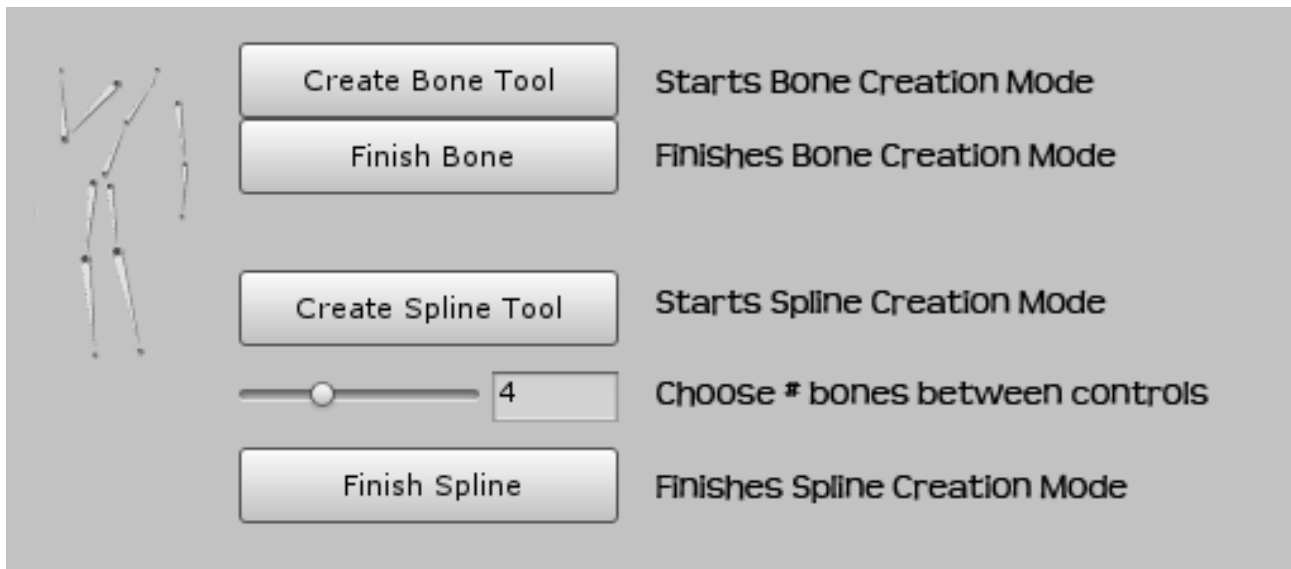 Create Bone Tool Starts Bone Creation Mode
Finish Bone Finishes Bone Creation Mode
Create Spline Tool Starts Spline Creation Mode
4 Choose # bones between controls
Finish Spline Finishes Spline Creation Mode